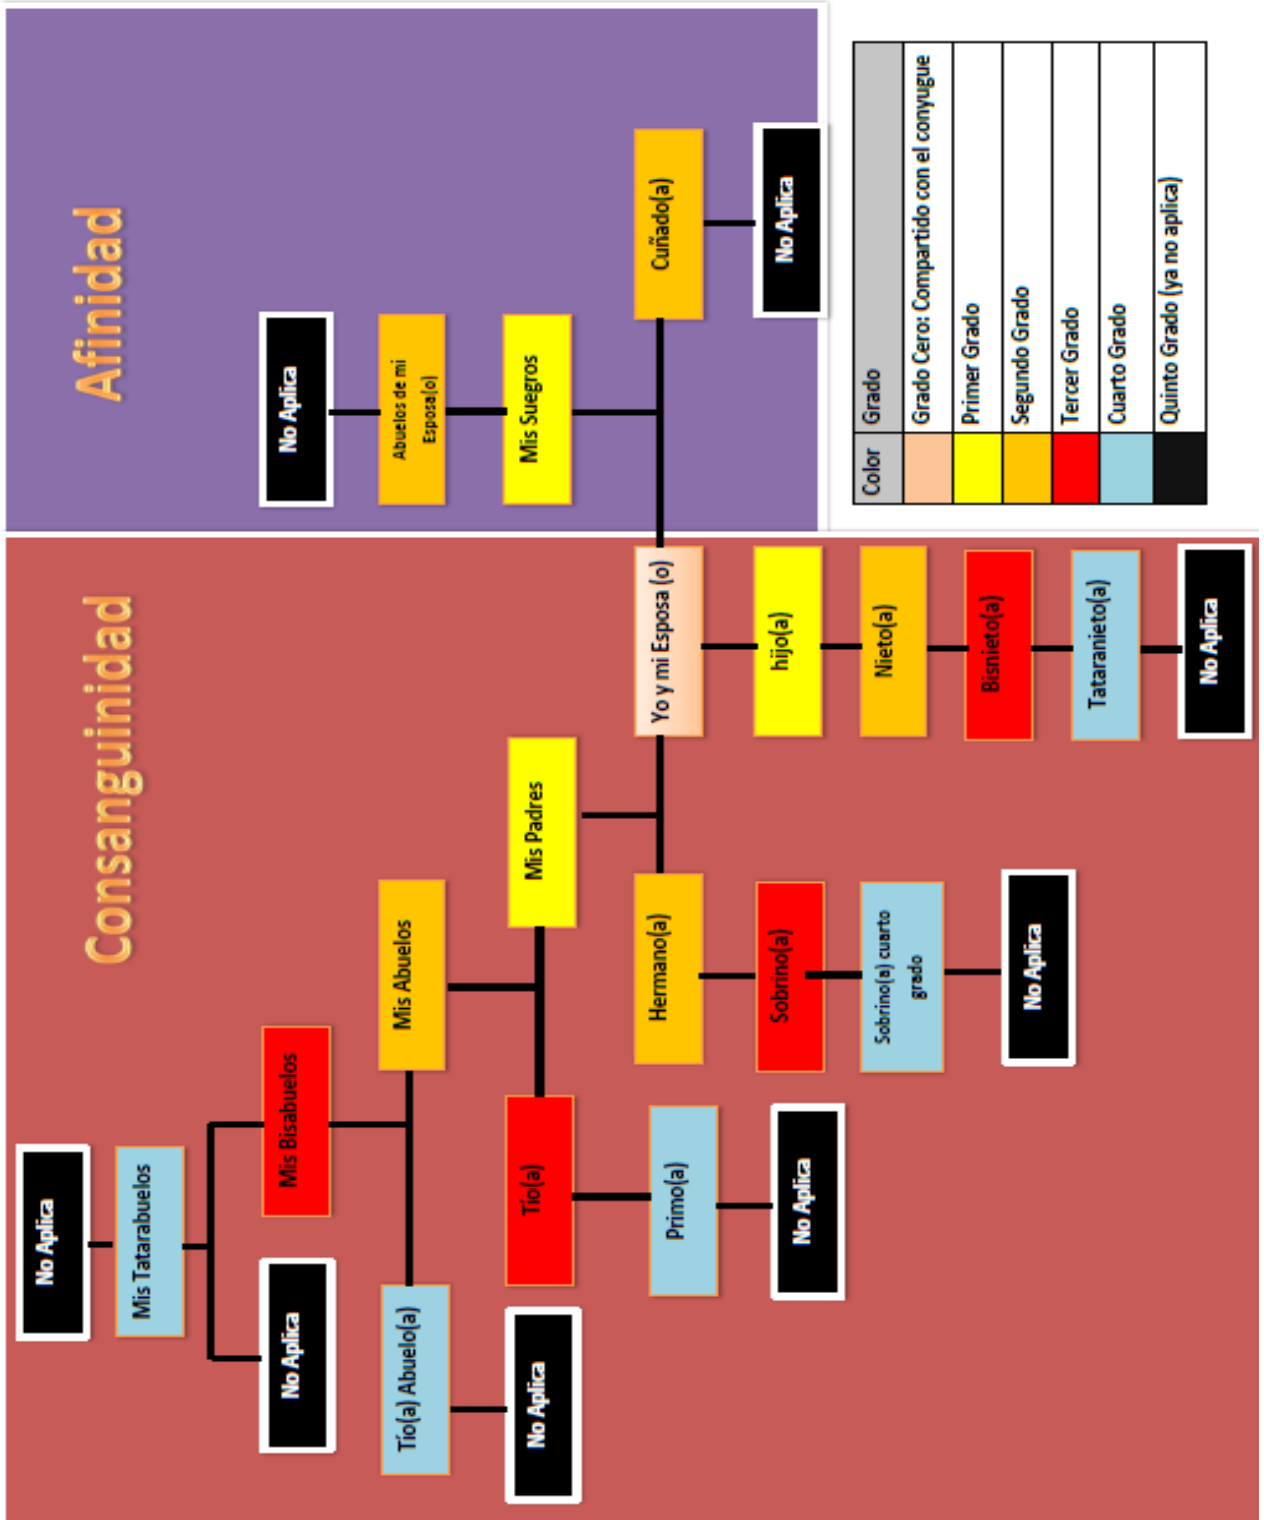 Consanguinidad
Afinidad
No Aplica
Mis Tatarabuelos
No Aplica
Mis Bisabuelos
No Aplica
Tío(a) Abuelo(a)
Mis Abuelos
Abuelos de mi
Esposa(o)
No Aplica
Tío(a)
Mis Padres
Mis Suegros
Primo(a)
Hermano(a)
Yo y mi Esposa (o)
Cuñado(a)
No Aplica
Sobrino(a)
hijo(a)
No Aplica
Sobrino(a) cuarto
grado
Nieto(a)
No Aplica
Bisnieto(a)
Tataranieto(a)
No Aplica
Color Grado
Grado Cero: Compartido con el conyugue
Primer Grado
Segundo Grado
Tercer Grado
Cuarto Grado
Quinto Grado (ya no aplica)